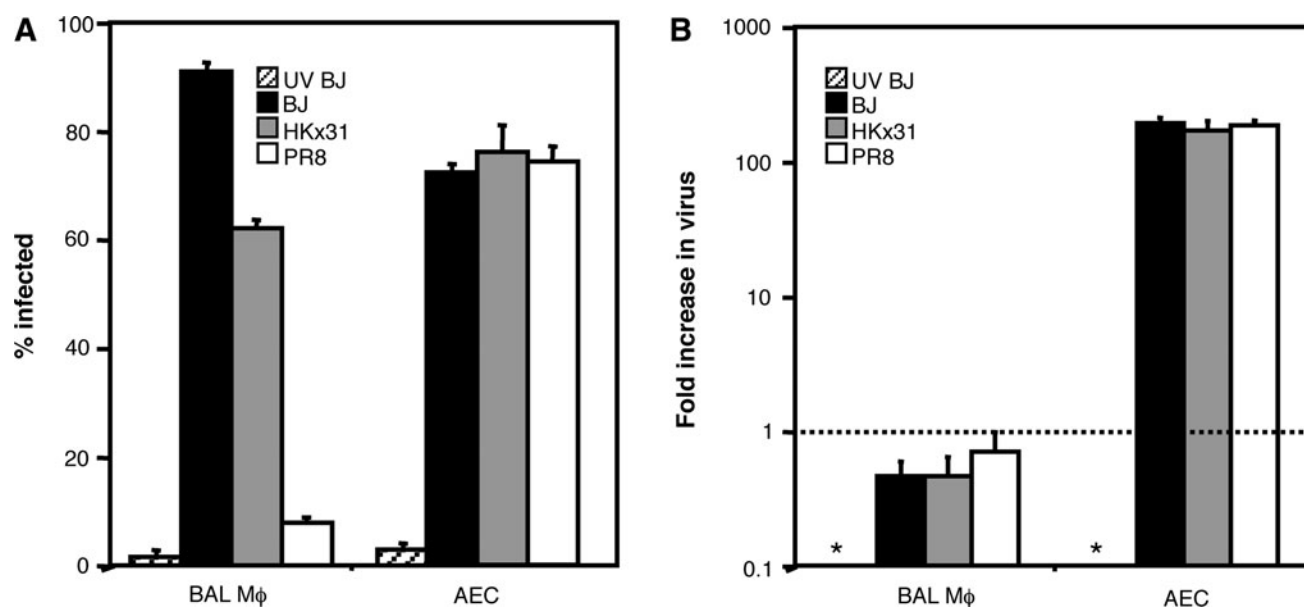 A
100
80
60
40
20
0
% infected
UV BJ
BJ
HKx31
PR8
BAL Mϕ
AEC
B
1000
100
10
1
0.1
Fold increase in virus
UV BJ
BJ
HKx31
PR8
*
*
BAL Mϕ
AEC